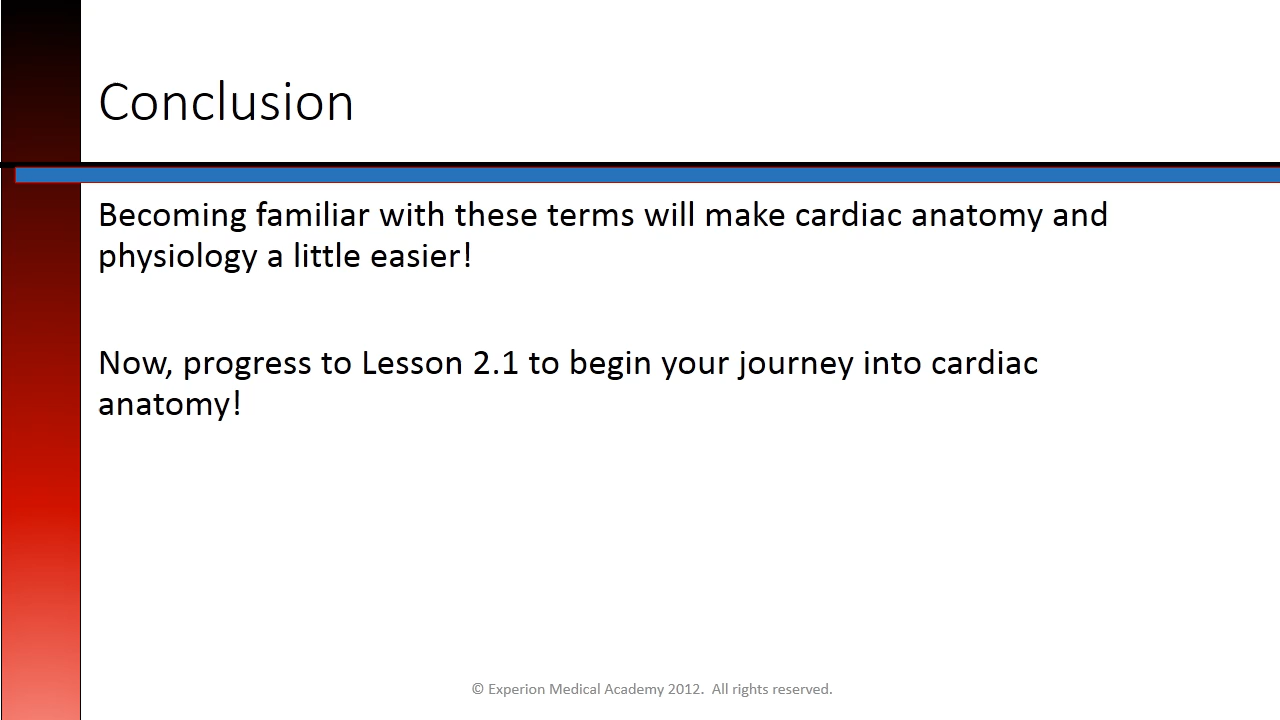 Conclusion
Becoming familiar with these terms will make cardiac anatomy and
physiology a little easier!
Now, progress to Lesson 2.1 to begin your journey into cardiac
anatomy!
© Experion Medical Academy 2012.  All rights reserved.